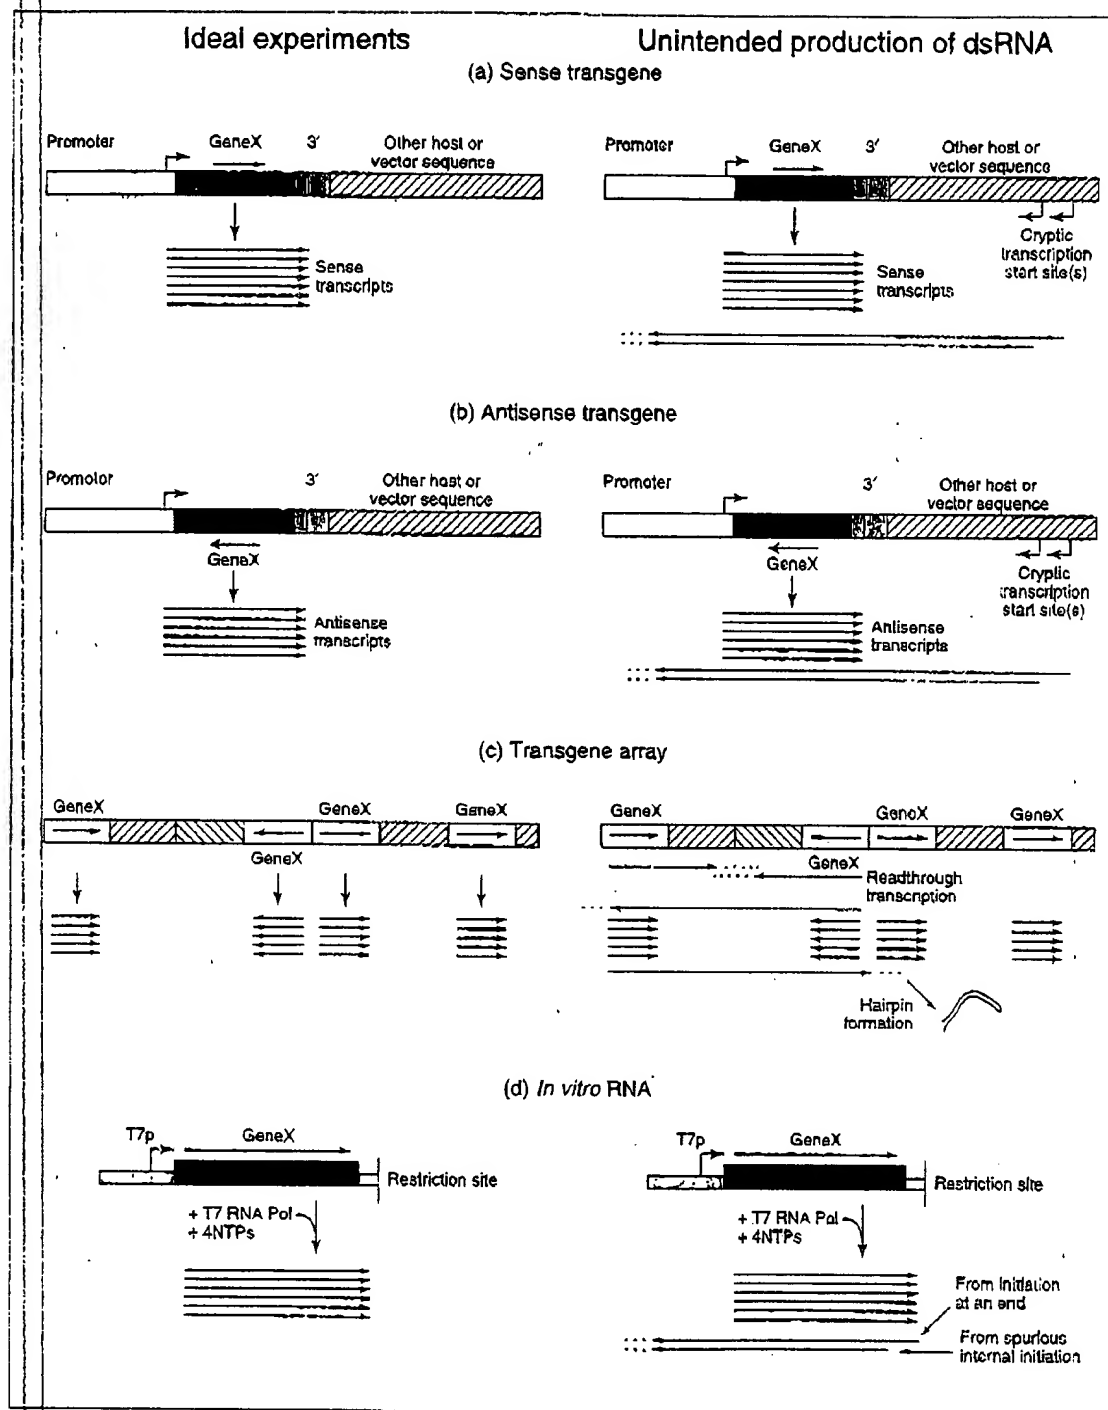 Ideal experiments
Unintended production of dsRNA
(a) Sense transgene
Promoter
GeneX
3′
Other host or
vector sequence
Sense
transcripts
Promoter
GeneX
3′
Other host or
vector sequence
Cryptic
transcription
start site(s)
Sense
transcripts
(b) Antisense transgene
Promoter
3′
Other host or
vector sequence
GeneX
Antisense
transcripts
Promoter
3′
Other host or
vector sequence
GeneX
Cryptic
transcription
start site(s)
Antisense
transcripts
(c) Transgene array
GeneX
GeneX
GeneX
GeneX
GeneX
GeneX
GeneX
GeneX
Readthrough
transcription
Hairpin
formation
(d) In vitro RNA
T7p
GeneX
Restriction site
+ T7 RNA Pol
+ 4NTPs
T7p
GeneX
Restriction site
+ T7 RNA Pol
+ 4NTPs
From initiation
at an end
From spurious
internal initiation